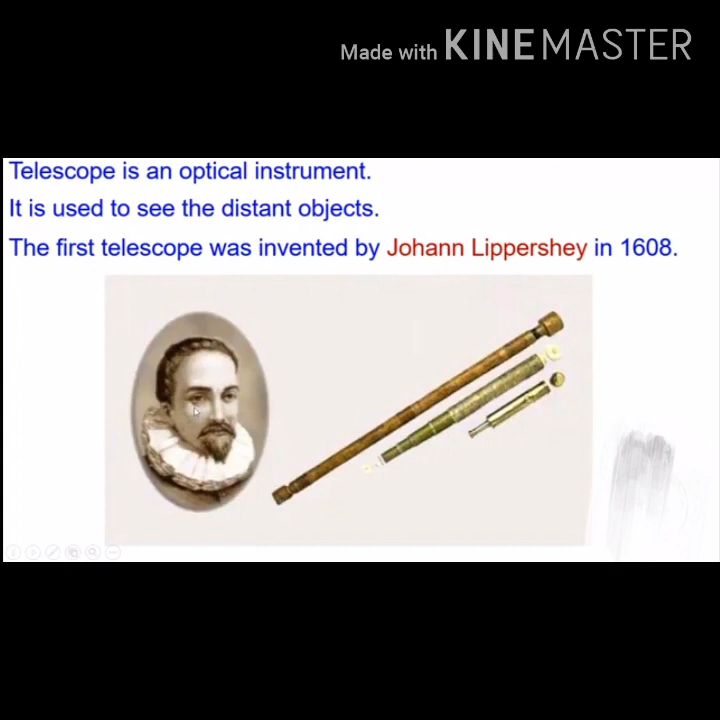 Made with KINEMASTER
Telescope is an optical instrument.
It is used to see the distant objects.
The first telescope was invented by Johann Lippershey in 1608.